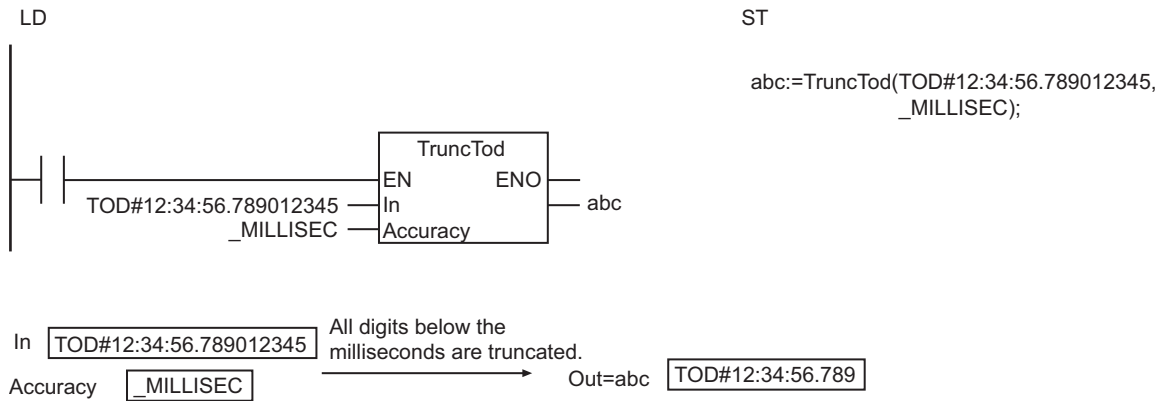 LD
ST
abc:=TruncTod(TOD#12:34:56.789012345,
_MILLISEC);
TruncTod
EN ENO
TOD#12:34:56.789012345 In abc
_MILLISEC Accuracy
In TOD#12:34:56.789012345
All digits below the
milliseconds are truncated.
Accuracy _MILLISEC
Out=abc TOD#12:34:56.789